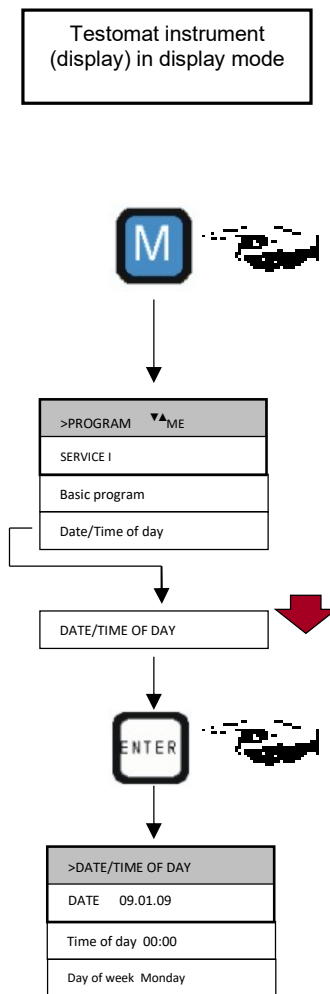 Testomat instrument
(display) in display mode
M
>PROGRAM ▼▲ME
SERVICE I
Basic program
Date/Time of day
DATE/TIME OF DAY
ENTER
>DATE/TIME OF DAY
DATE 09.01.09
Time of day 00:00
Day of week Monday